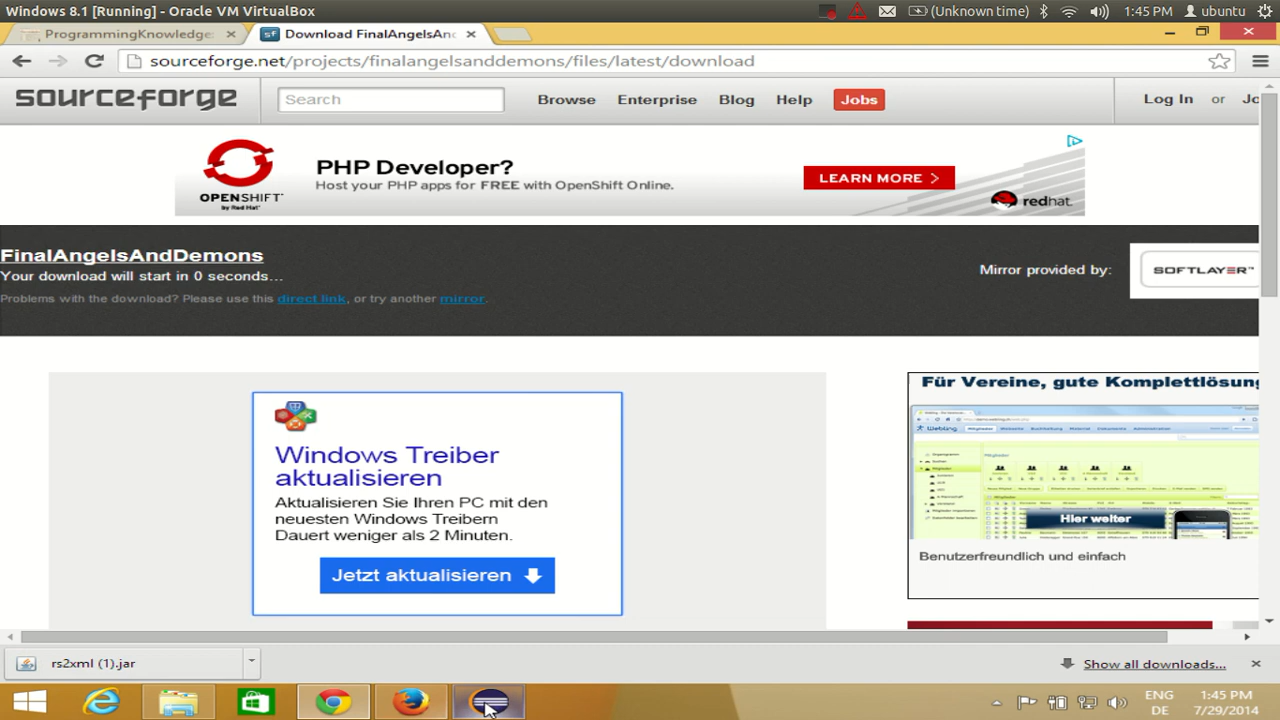 Windows 8.1 [Running] - Oracle VM VirtualBox
(Unknown time)
1:45 PM
ubuntu
ProgrammingKnowledge
Download FinalAngelsAnd
sourceforge.net/projects/finalangelsanddemons/files/latest/download
sourceforge
Search
Browse
Enterprise
Blog
Help
Jobs
Log In or Jo
OPENSHIFT
by Red Hat
PHP Developer?
Host your PHP apps for FREE with OpenShift Online.
LEARN MORE >
redhat.
FinalAngelsAndDemons
Your download will start in 0 seconds...
Problems with the download? Please use this direct link, or try another mirror.
Mirror provided by:
SOFTLAYER™
Windows Treiber
aktualisieren
Aktualisieren Sie Ihren PC mit den
neuesten Windows Treibern
Dauert weniger als 2 Minuten.
Jetzt aktualisieren
Für Vereine, gute Komplettlösung
Webling
Hier weiter
Benutzerfreundlich und einfach
rs2xml (1).jar
Show all downloads...
ENG
DE
1:45 PM
7/29/2014